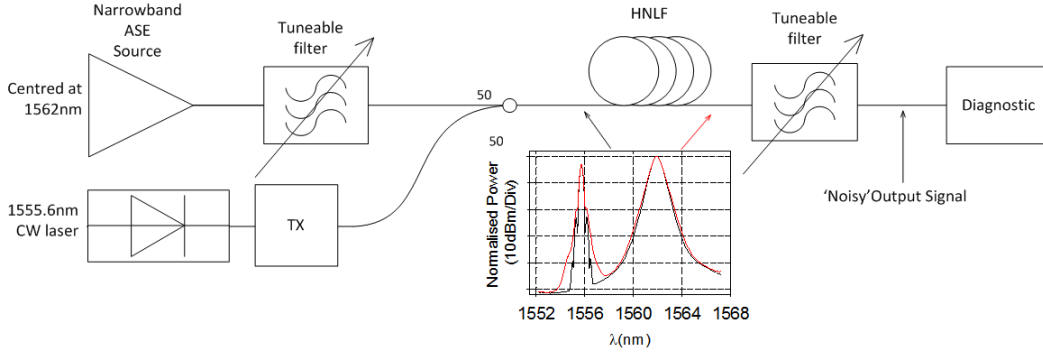 Narrowband
ASE
Source
Tuneable
filter
HNLF
Tuneable
filter
Centred at
1562nm
50
Diagnostic
50
1555.6nm
CW laser
TX
'Noisy'Output Signal
Normalised Power
(10dBm/Div)
1552 1556 1560 1564 1568
λ(nm)